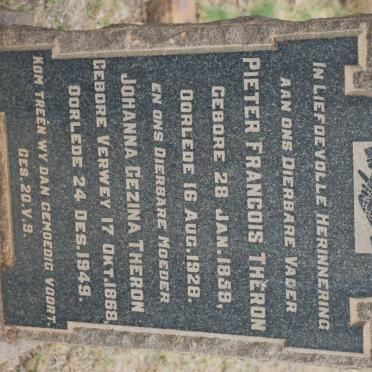 IN LIEFDEVOLLE HERINNERING
AAN ONS DIERBARE VADER
PIETER FRANCOIS THERON
GEBORE 28 JAN. 1858,
OORLEDE 16 AUG. 1928.
EN ONS DIERBARE MOEDER
JOHANNA GEZINA THERON
GEBORE VERWEY 17 OKT. 1868,
OORLEDE 24 DES. 1949.
KOM TREËN WY DAN GEMOEDIG VOORT.
GES. 20. V. 9.